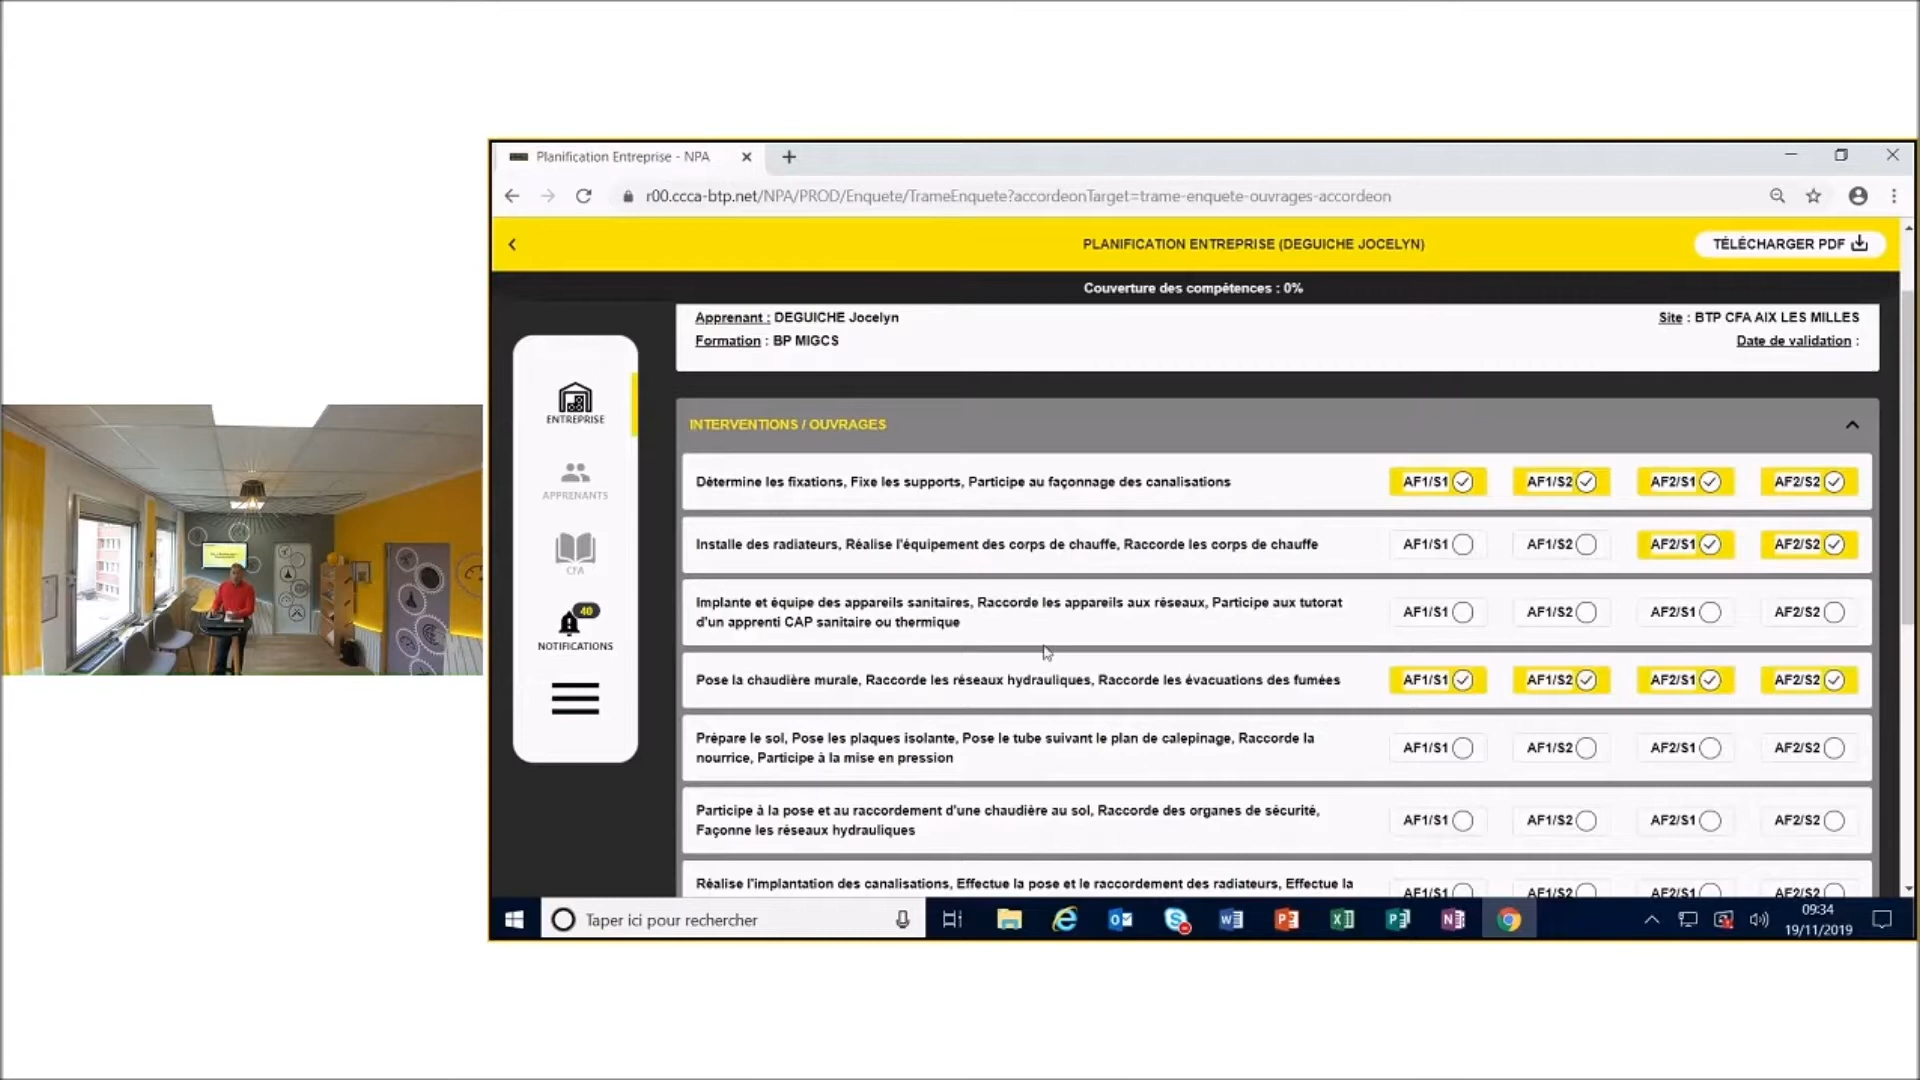 Planification Entreprise - NPA
r00.ccca-btp.net/NPA/PROD/Enquete/TrameEnquete?accordeonTarget=trame-enquete-ouvrages-accordeon
PLANIFICATION ENTREPRISE (DEGUICHE JOCELYN)
TÉLÉCHARGER PDF
Couverture des compétences : 0%
Apprenant : DEGUICHE Jocelyn
Site : BTP CFA AIX LES MILLES
Formation : BP MIGCS
Date de validation :
ENTREPRISE
APPRENANTS
CFA
40
NOTIFICATIONS
INTERVENTIONS / OUVRAGES
Détermine les fixations, Fixe les supports, Participe au façonnage des canalisations
AF1/S1 AF1/S2 AF2/S1 AF2/S2
Installe des radiateurs, Réalise l'équipement des corps de chauffe, Raccorde les corps de chauffe
AF1/S1 AF1/S2 AF2/S1 AF2/S2
Implante et équipe des appareils sanitaires, Raccorde les appareils aux réseaux, Participe aux tutorat
d'un apprenti CAP sanitaire ou thermique
AF1/S1 AF1/S2 AF2/S1 AF2/S2
Pose la chaudière murale, Raccorde les réseaux hydrauliques, Raccorde les évacuations des fumées
AF1/S1 AF1/S2 AF2/S1 AF2/S2
Prépare le sol, Pose les plaques isolante, Pose le tube suivant le plan de calepinage, Raccorde la
nourrice, Participe à la mise en pression
AF1/S1 AF1/S2 AF2/S1 AF2/S2
Participe à la pose et au raccordement d'une chaudière au sol, Raccorde des organes de sécurité,
Façonne les réseaux hydrauliques
AF1/S1 AF1/S2 AF2/S1 AF2/S2
Réalise l'implantation des canalisations, Effectue la pose et le raccordement des radiateurs, Effectue la
AF1/S1 AF1/S2 AF2/S1 AF2/S2
Taper ici pour rechercher
09:34
19/11/2019